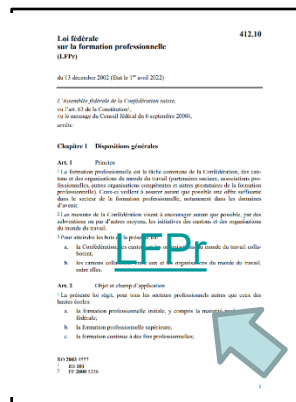 Loi fédérale
sur la formation professionnelle
(LFPr)
412.10
du 13 décembre 2002 (Etat le 1er avril 2022)
L'Assemblée fédérale de la Confédération suisse,
vu l'art. 63 de la Constitution1,
vu le message du Conseil fédéral du 6 septembre 20002,
arrête:
Chapitre 1 Dispositions générales
Art. 1 Principe
1 La formation professionnelle est la tâche commune de la Confédération, des can-
tons et des organisations du monde du travail (partenaires sociaux, associations pro-
fessionnelles, autres organisations compétentes et autres prestataires de la formation
professionnelle). Ceux-ci veillent à assurer autant que possible une offre suffisante
dans le secteur de la formation professionnelle, notamment dans les domaines
d'avenir.
2 Les mesures de la Confédération visent à encourager autant que possible, par des
subventions ou par d'autres moyens, les initiatives des cantons et des organisations
du monde du travail.
3 Pour atteindre les buts de la présente loi:
a. la Confédération, les cantons et les organisations du monde du travail colla-
borent;
b. les cantons collaborent entre eux et les organisations du monde du travail,
entre elles.
LFPr
Art. 2 Objet et champ d'application
1 La présente loi régit, pour tous les secteurs professionnels autres que ceux des
hautes écoles:
a. la formation professionnelle initiale, y compris la maturité
fédérale;
b. la formation professionnelle supérieure;
c. la formation continue à des fins professionnelles;
RO 2003 4557
1 RS 101
2 FF 2000 5256
1